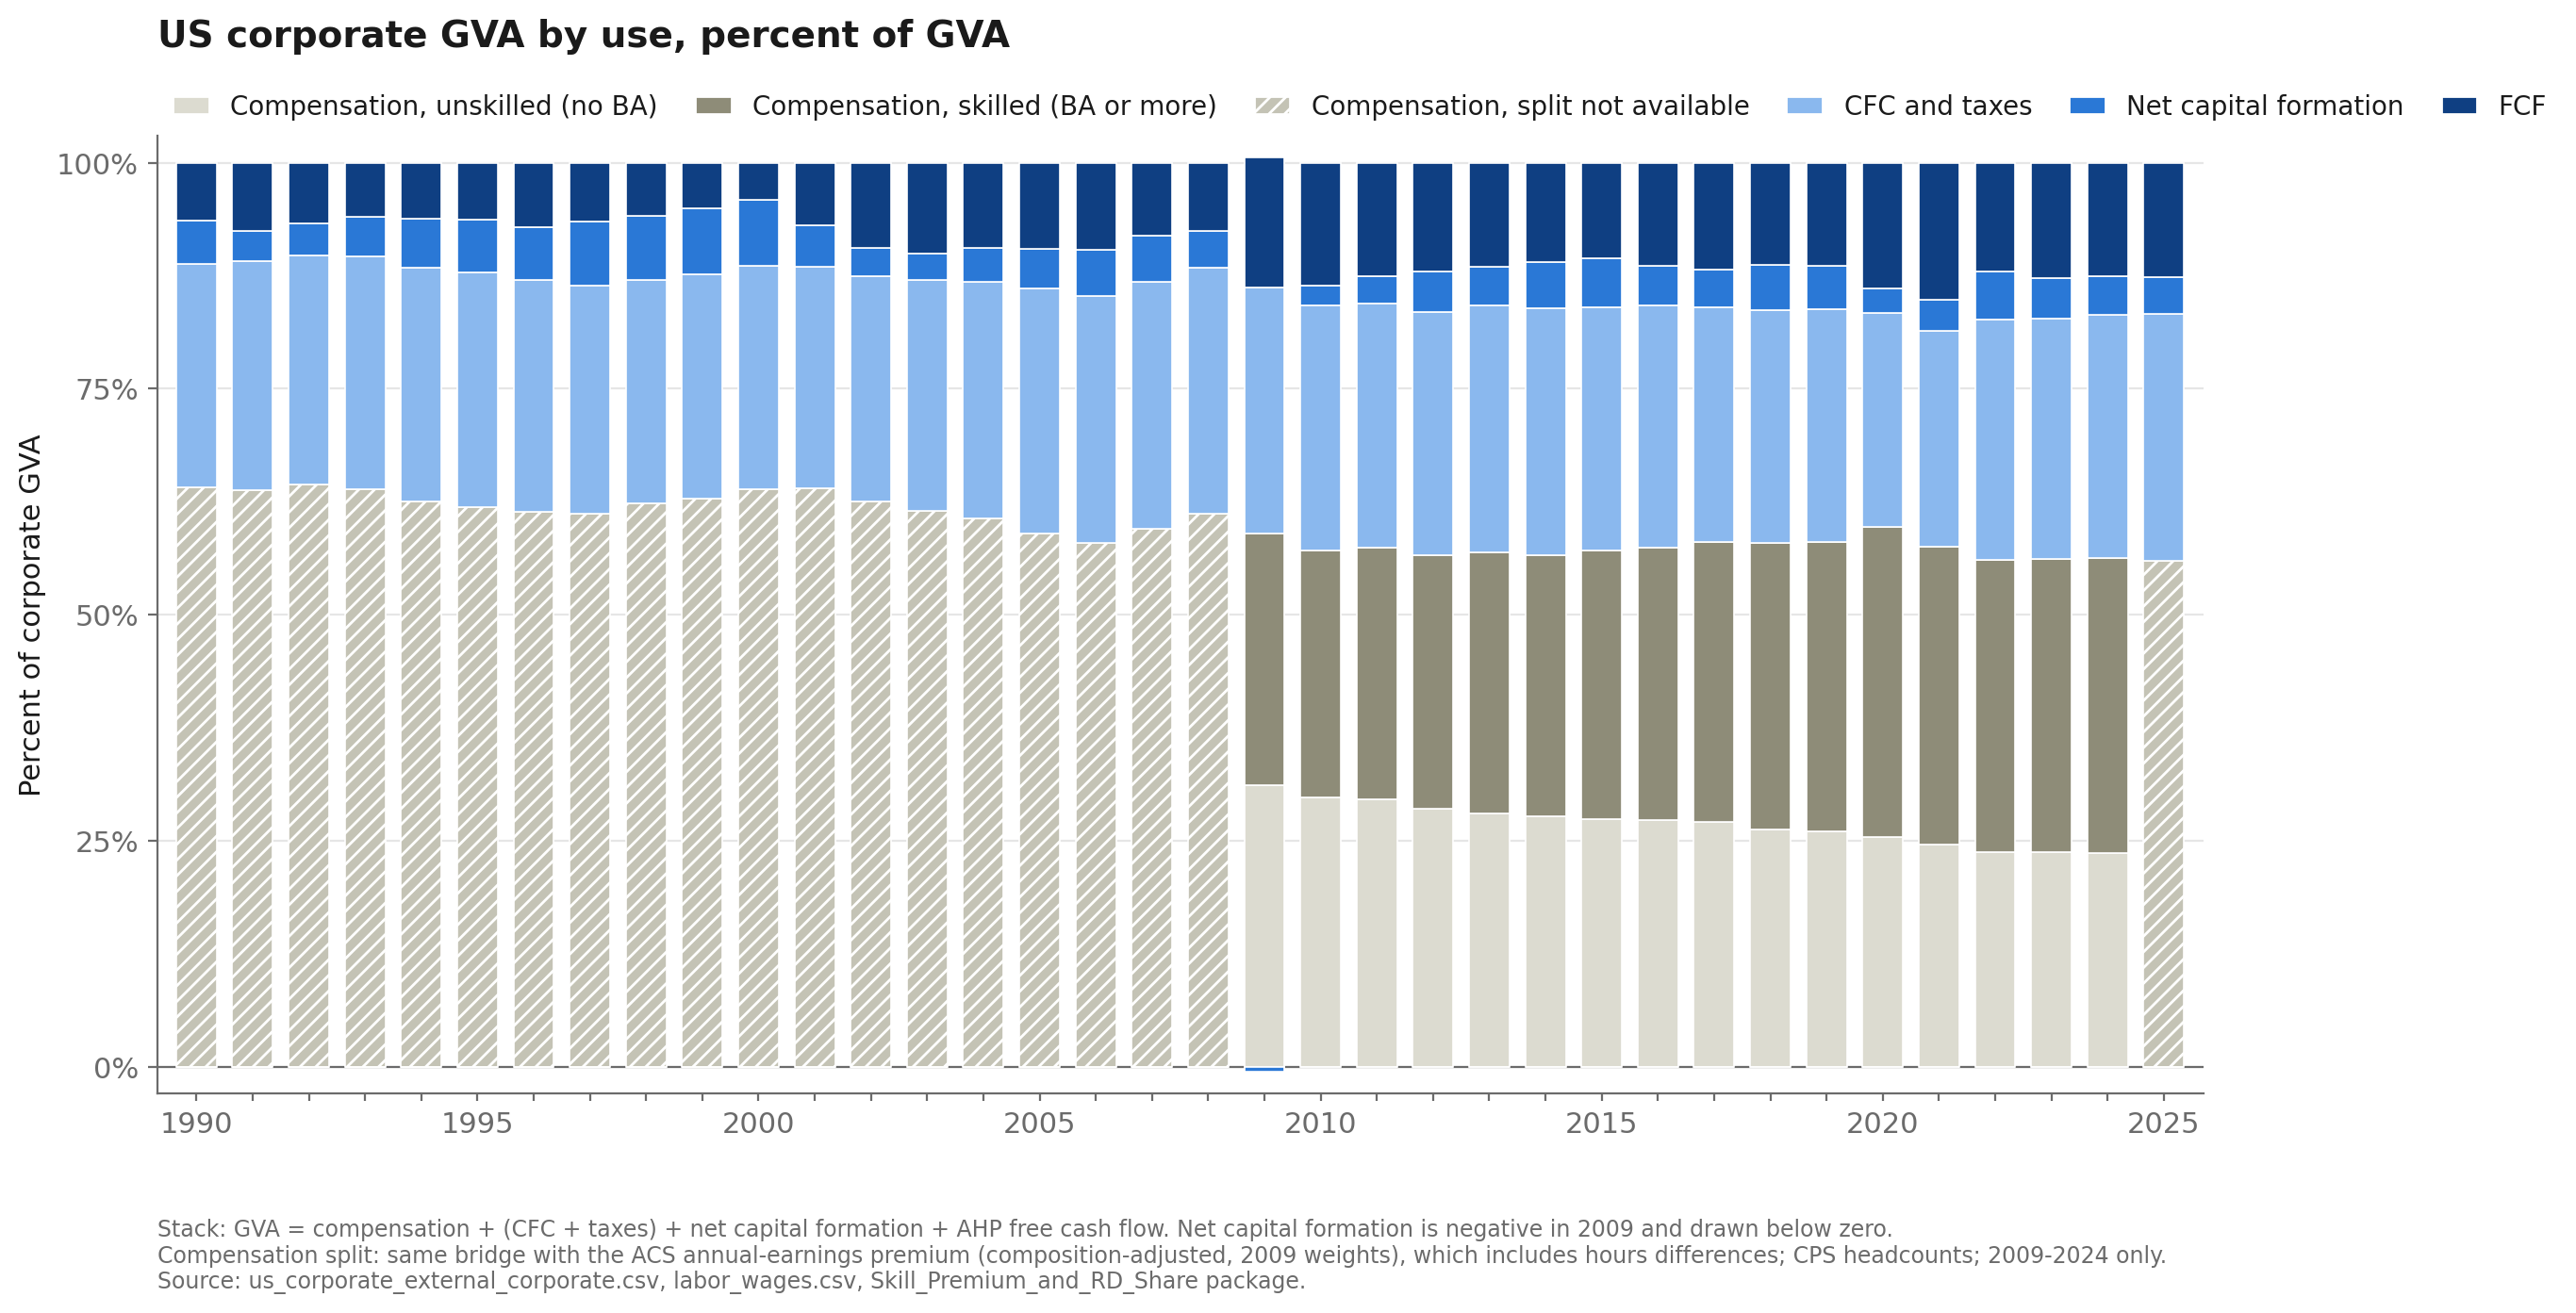 US corporate GVA by use, percent of GVA
Compensation, unskilled (no BA) Compensation, skilled (BA or more) Compensation, split not available CFC and taxes Net capital formation FCF
Percent of corporate GVA
100%
75%
50%
25%
0%
1990 1995 2000 2005 2010 2015 2020 2025
Stack: GVA = compensation + (CFC + taxes) + net capital formation + AHP free cash flow. Net capital formation is negative in 2009 and drawn below zero.
Compensation split: same bridge with the ACS annual-earnings premium (composition-adjusted, 2009 weights), which includes hours differences; CPS headcounts; 2009-2024 only.
Source: us_corporate_external_corporate.csv, labor_wages.csv, Skill_Premium_and_RD_Share package.